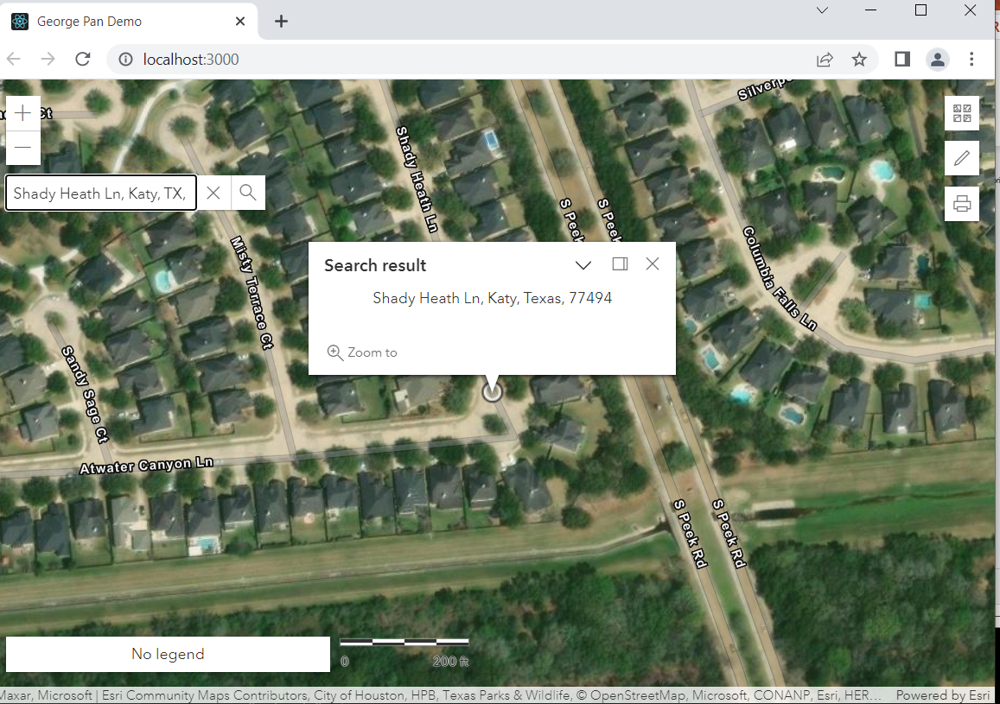 George Pan Demo
localhost:3000
Ct
Silverp
Shady Heath Ln
S Peek
S Peek
Shady Heath Ln, Katy, TX,
Misty Terrace Ct
Columbia Falls Ln
Search result
Shady Heath Ln, Katy, Texas, 77494
Zoom to
Sandy Sage Ct
Atwater Canyon Ln
S Peek Rd
S Peek Rd
No legend
0
200 ft
Maxar, Microsoft | Esri Community Maps Contributors, City of Houston, HPB, Texas Parks & Wildlife, © OpenStreetMap, Microsoft, CONANP, Esri, HER...
Powered by Esri